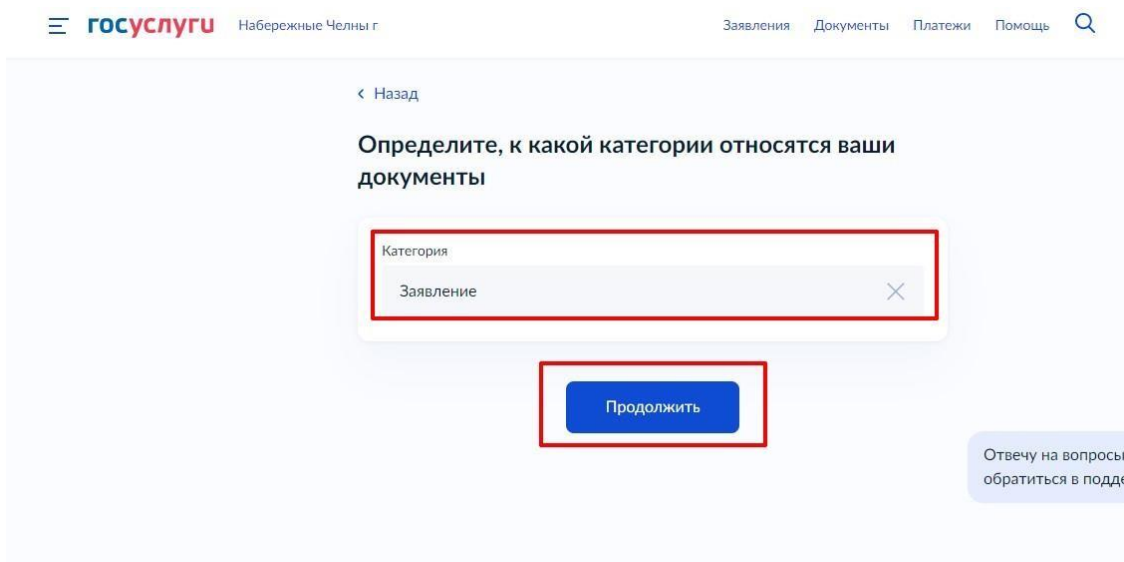 госуслуги Набережные Челны г Заявления Документы Платежи Помощь
Назад
Определите, к какой категории относятся ваши
документы
Категория
Заявление
Продолжить
Отвечу на вопросы
обратиться в